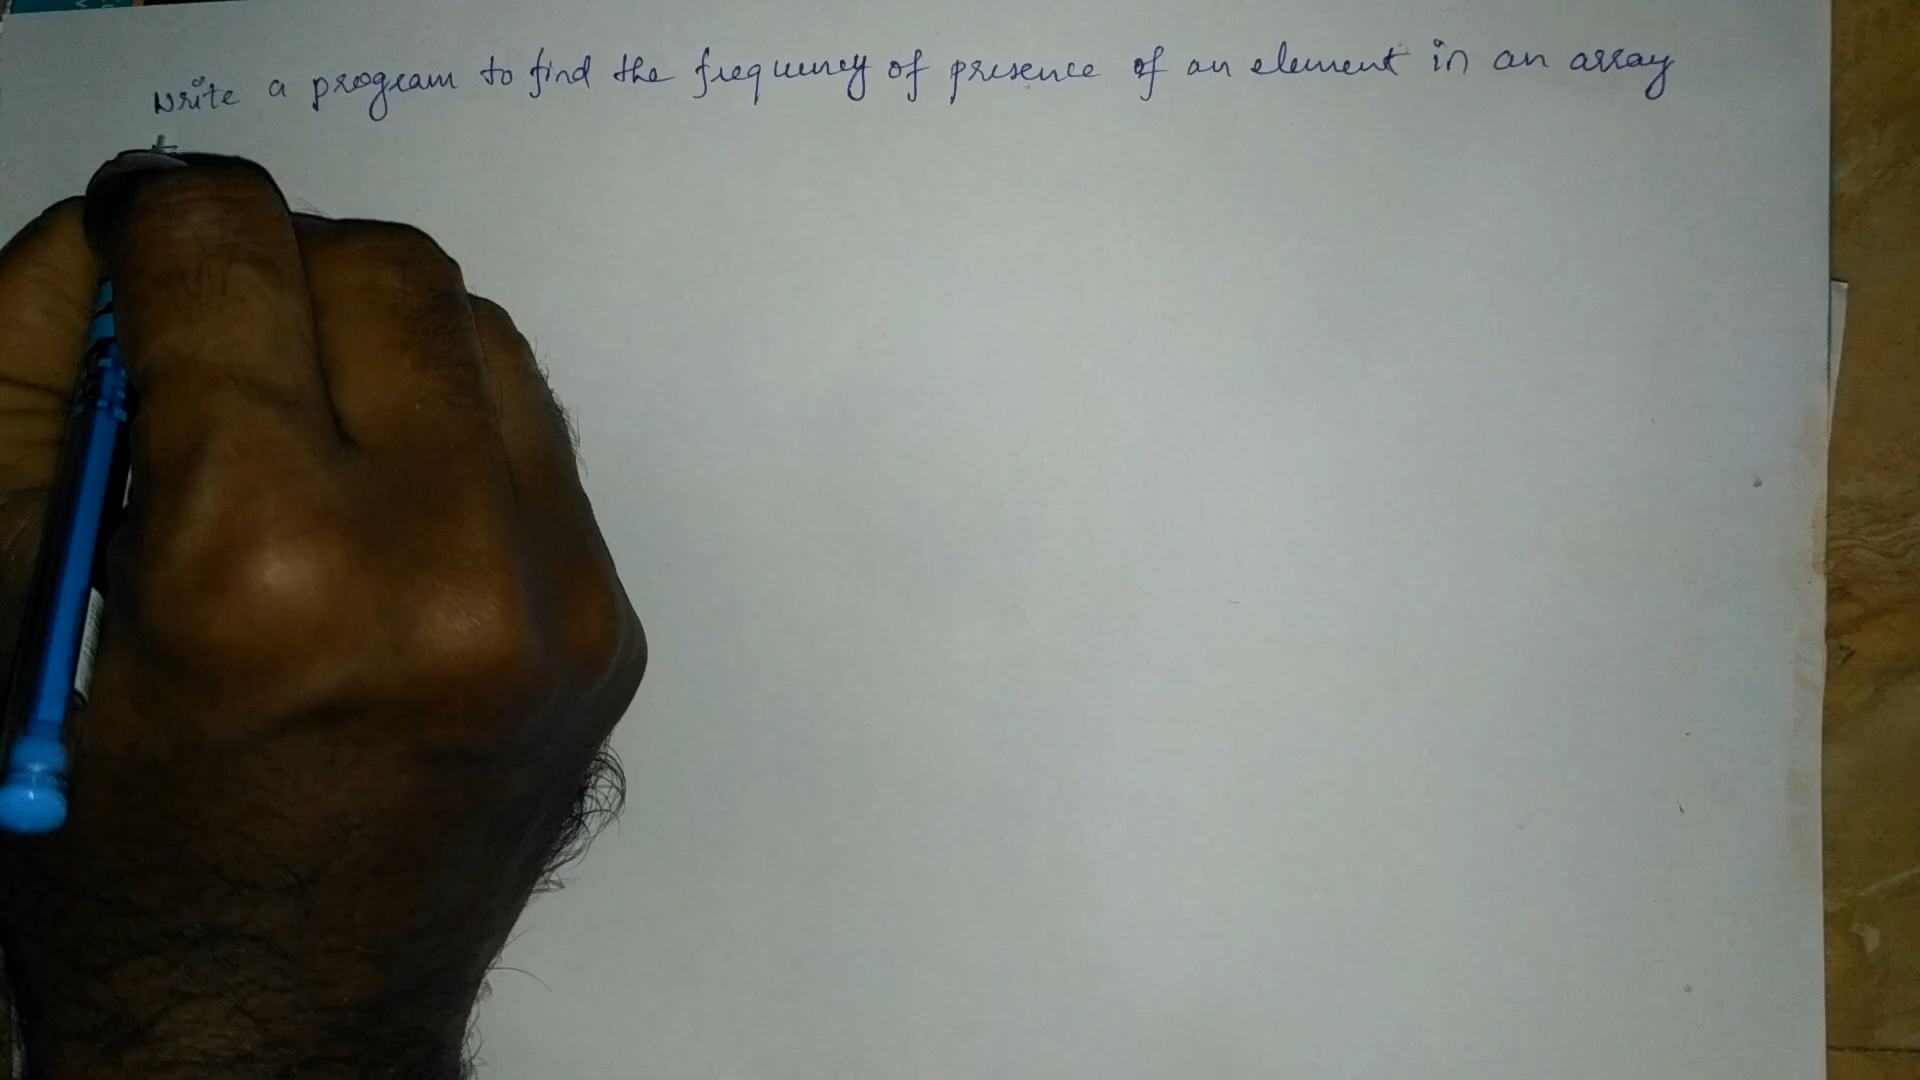 Write a program to find the frequency of presence of an element in an array